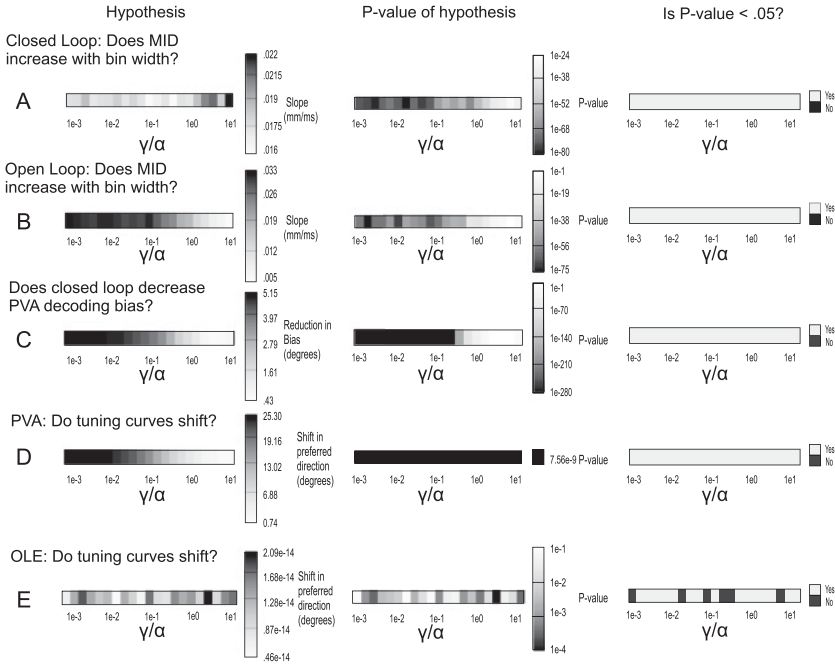 Hypothesis
P-value of hypothesis
Is P-value < .05?
Closed Loop: Does MID
increase with bin width?
A
1e-3 1e-2 1e-1 1e0 1e1
γ/α
.022
.0215
.019
.0175
.016
Slope
(mm/ms)
1e-3 1e-2 1e-1 1e0 1e1
γ/α
1e-24
1e-38
1e-52
1e-68
1e-80
P-value
1e-3 1e-2 1e-1 1e0 1e1
γ/α
Yes
No
Open Loop: Does MID
increase with bin width?
B
1e-3 1e-2 1e-1 1e0 1e1
γ/α
.033
.026
.019
.012
.005
Slope
(mm/ms)
1e-3 1e-2 1e-1 1e0 1e1
γ/α
1e-1
1e-19
1e-38
1e-56
1e-75
P-value
1e-3 1e-2 1e-1 1e0 1e1
γ/α
Yes
No
Does closed loop decrease
PVA decoding bias?
C
1e-3 1e-2 1e-1 1e0 1e1
γ/α
5.15
3.97
2.79
1.61
.43
Reduction in
Bias
(degrees)
1e-3 1e-2 1e-1 1e0 1e1
γ/α
1e-1
1e-70
1e-140
1e-210
1e-280
P-value
1e-3 1e-2 1e-1 1e0 1e1
γ/α
Yes
No
PVA: Do tuning curves shift?
D
1e-3 1e-2 1e-1 1e0 1e1
γ/α
25.30
19.16
13.02
6.88
0.74
Shift in
preferred
direction
(degrees)
1e-3 1e-2 1e-1 1e0 1e1
γ/α
7.56e-9 P-value
1e-3 1e-2 1e-1 1e0 1e1
γ/α
Yes
No
OLE: Do tuning curves shift?
E
1e-3 1e-2 1e-1 1e0 1e1
γ/α
2.09e-14
1.68e-14
1.28e-14
.87e-14
.46e-14
Shift in
preferred
direction
(degrees)
1e-3 1e-2 1e-1 1e0 1e1
γ/α
1e-1
1e-2
1e-3
1e-4
P-value
1e-3 1e-2 1e-1 1e0 1e1
γ/α
Yes
No